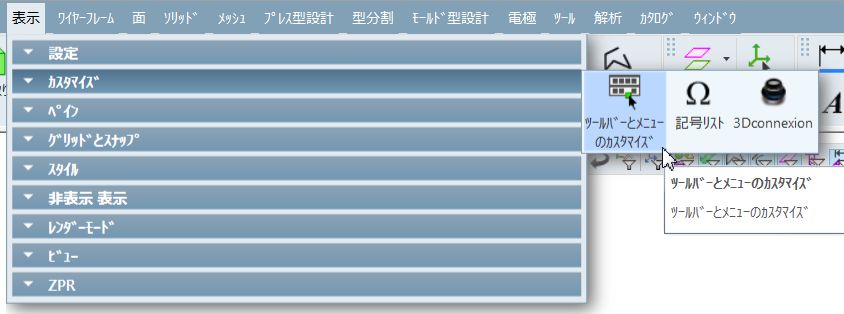 表示 ﾜｲﾔｰﾌﾚｰﾑ 面 ｿﾘｯﾄﾞ ﾒｯｼｭ ﾌﾟﾚｽ型設計 型分割 ﾓｰﾙﾄﾞ型設計 電極 ﾂｰﾙ 解析 ｶﾀﾛｸﾞ ｳｨﾝﾄﾞｳ
設定
ｶｽﾀﾏｲｽﾞ
ﾍﾟｲﾝ
ｸﾞﾘｯﾄﾞとｽﾅｯﾌﾟ
ｽﾀｲﾙ
非表示 表示
ﾚﾝﾀﾞｰﾓｰﾄﾞ
ﾋﾞｭｰ
ZPR
ﾂｰﾙﾊﾞｰとﾒﾆｭｰ
のｶｽﾀﾏｲｽﾞ
Ω
記号ﾘｽﾄ
3Dconnexion
A
ﾂｰﾙﾊﾞｰとﾒﾆｭｰのｶｽﾀﾏｲｽﾞ
ﾂｰﾙﾊﾞｰとﾒﾆｭｰのｶｽﾀﾏｲｽﾞ